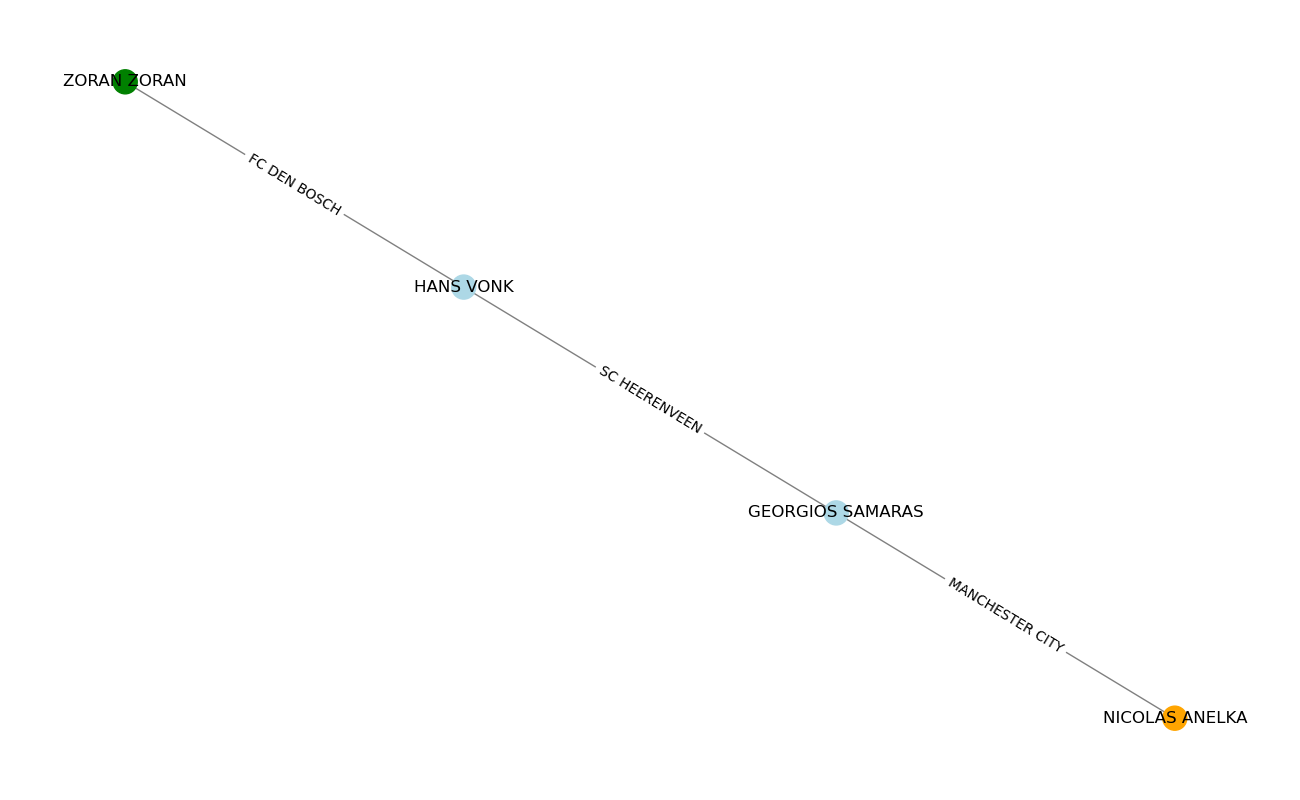 ZORAN ZORAN
FC DEN BOSCH
HANS VONK
SC HEERENVEEN
GEORGIOS SAMARAS
MANCHESTER CITY
NICOLAS ANELKA